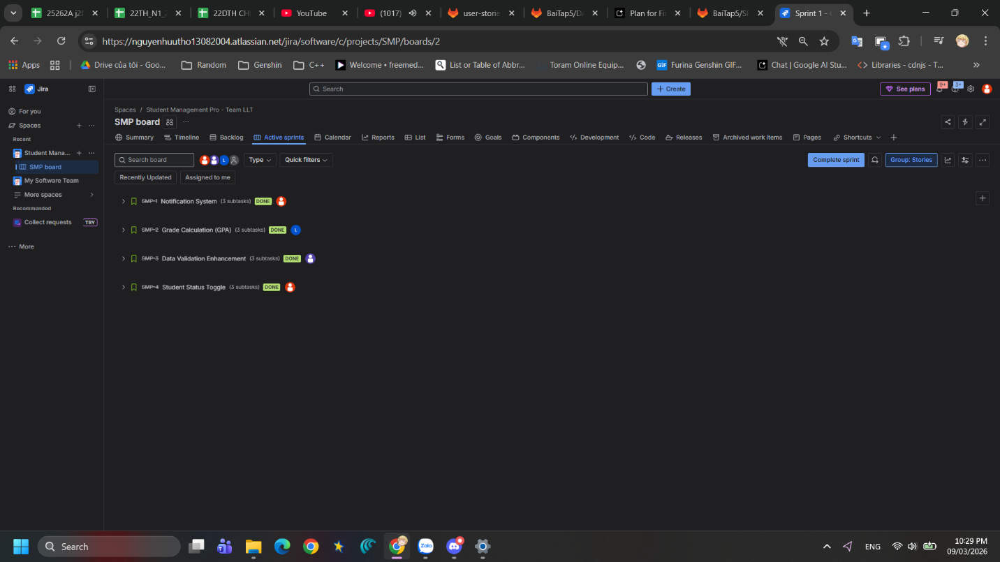 25262A j2E
22TH_N1_2
22DTH CH
YouTube
(1017)
user-storie
BaiTap5/DA
Plan for Fi
BaiTap5/SP
Sprint 1 -
https://nguyenhuutho13082004.atlassian.net/jira/software/c/projects/SMP/boards/2
Apps
Drive của tôi - Goo...
Random
Genshin
C++
Welcome • freemed...
List or Table of Abbr...
Toram Online Equip...
Furina Genshin GIF...
Chat | Google AI Stu...
Libraries - cdnjs - T...
Jira
Search
Create
See plans
9+
3+
For you
Spaces
Recent
Student Mana...
SMP board
My Software Team
More spaces
Recommended
Collect requests
TRY
More
Spaces / Student Management Pro - Team LLT
SMP board
Summary
Timeline
Backlog
Active sprints
Calendar
Reports
List
Forms
Goals
Components
Development
Code
Releases
Archived work items
Pages
Shortcuts
Search board
L
Type
Quick filters
Complete sprint
Group: Stories
Recently Updated
Assigned to me
SMP-1 Notification System (3 subtasks) DONE
SMP-2 Grade Calculation (GPA) (3 subtasks) DONE L
SMP-3 Data Validation Enhancement (3 subtasks) DONE
SMP-4 Student Status Toggle (3 subtasks) DONE
Search
Zalo
ENG
10:29 PM
09/03/2026